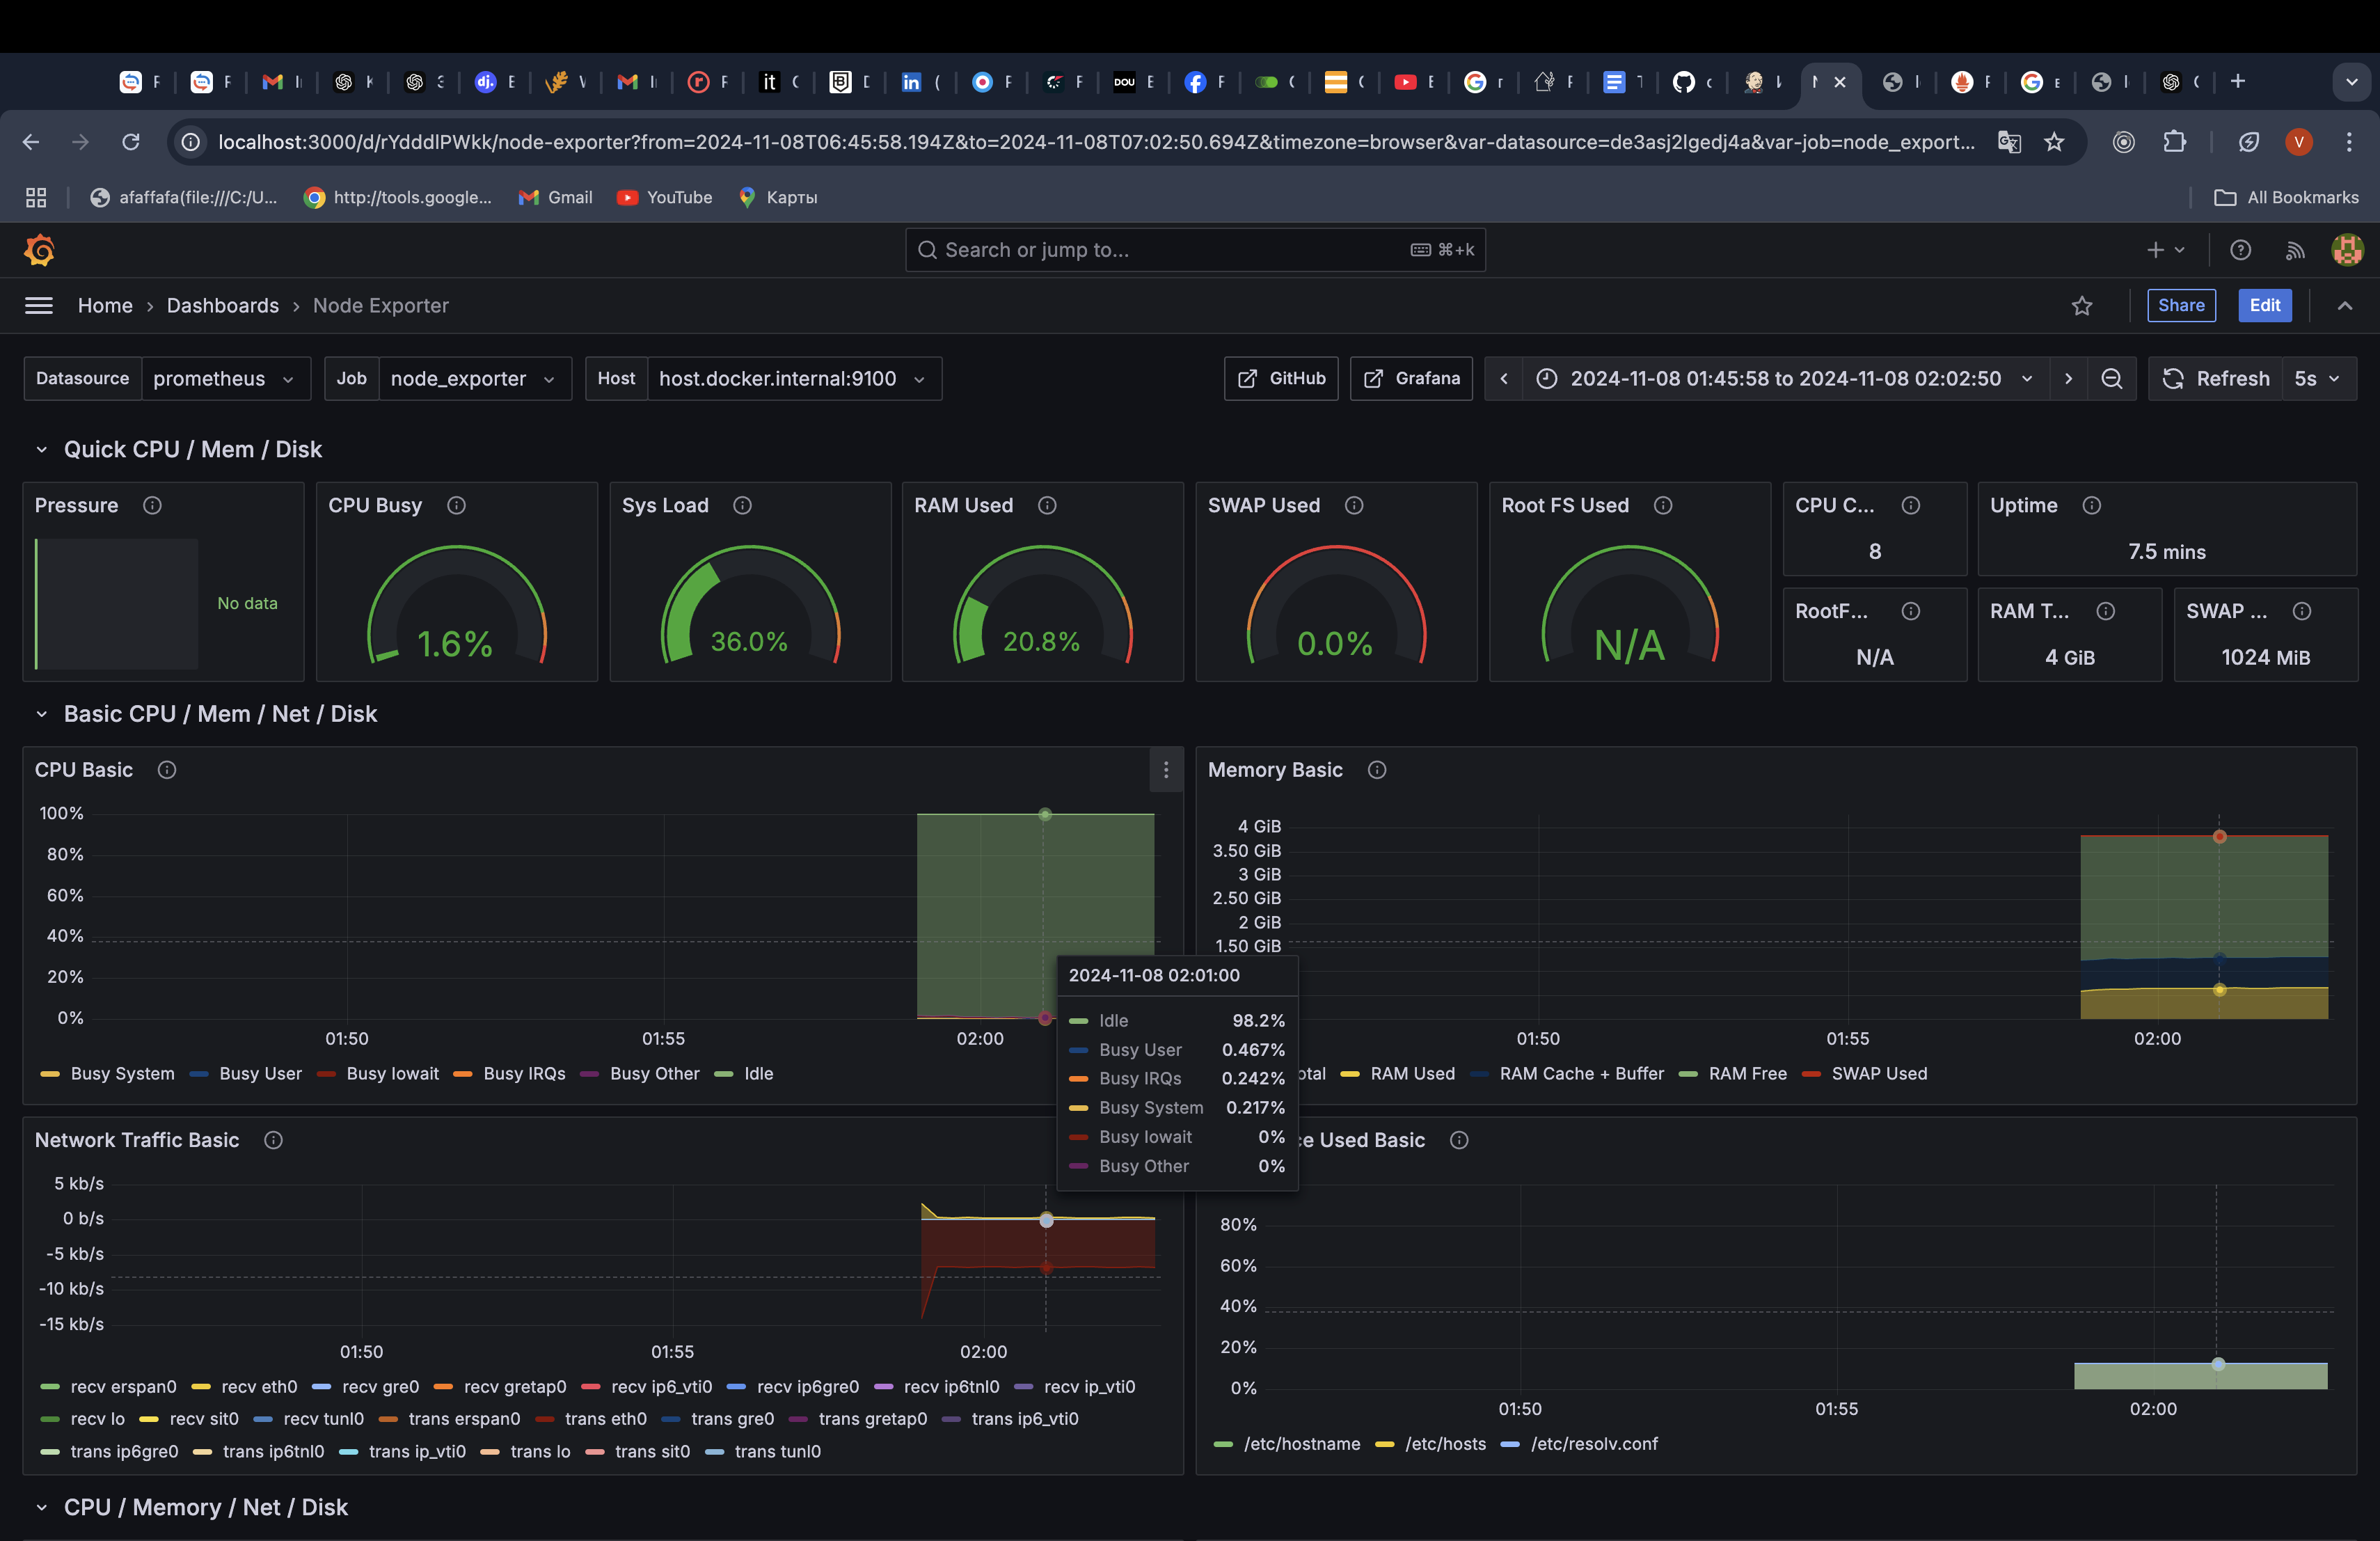 F F I K 3 dj. E V I F it C D in ( F F DOU E F C C E r F T c V N I F E I C
localhost:3000/d/rYdddlPWkk/node-exporter?from=2024-11-08T06:45:58.194Z&to=2024-11-08T07:02:50.694Z&timezone=browser&var-datasource=de3asj2lgedj4a&var-job=node_export... V
afaffafa(file:///C:/U... http://tools.google... Gmail YouTube Карты All Bookmarks
Search or jump to... ⌘+k
Home › Dashboards › Node Exporter Share Edit
Datasource prometheus Job node_exporter Host host.docker.internal:9100 GitHub Grafana 2024-11-08 01:45:58 to 2024-11-08 02:02:50 Refresh 5s
Quick CPU / Mem / Disk
Pressure CPU Busy Sys Load RAM Used SWAP Used Root FS Used CPU C... Uptime
8 7.5 mins
No data 1.6% 36.0% 20.8% 0.0% N/A
RootF... RAM T... SWAP ...
N/A 4 GiB 1024 MiB
Basic CPU / Mem / Net / Disk
CPU Basic
100%
80%
60%
40%
20%
0%
01:50 01:55 02:00
Busy System Busy User Busy Iowait Busy IRQs Busy Other Idle
Memory Basic
4 GiB
3.50 GiB
3 GiB
2.50 GiB
2 GiB
1.50 GiB
01:50 01:55 02:00
otal RAM Used RAM Cache + Buffer RAM Free SWAP Used
2024-11-08 02:01:00
Idle 98.2%
Busy User 0.467%
Busy IRQs 0.242%
Busy System 0.217%
Busy Iowait 0%
Busy Other 0%
Network Traffic Basic
5 kb/s
0 b/s
-5 kb/s
-10 kb/s
-15 kb/s
01:50 01:55 02:00
recv erspan0 recv eth0 recv gre0 recv gretap0 recv ip6_vti0 recv ip6gre0 recv ip6tnl0 recv ip_vti0
recv lo recv sit0 recv tunl0 trans erspan0 trans eth0 trans gre0 trans gretap0 trans ip6_vti0
trans ip6gre0 trans ip6tnl0 trans ip_vti0 trans lo trans sit0 trans tunl0
ce Used Basic
80%
60%
40%
20%
0%
01:50 01:55 02:00
/etc/hostname /etc/hosts /etc/resolv.conf
CPU / Memory / Net / Disk